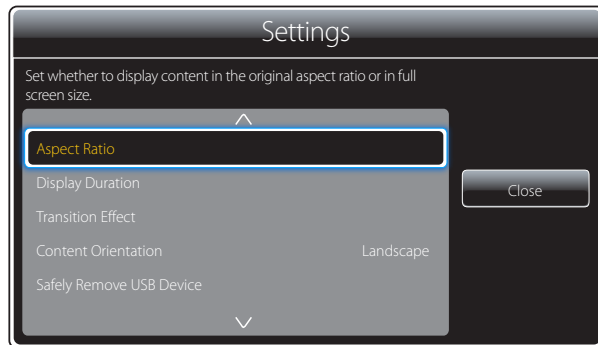 Settings
Set whether to display content in the original aspect ratio or in full
screen size.
Aspect Ratio
Display Duration
Close
Transition Effect
Content Orientation Landscape
Safely Remove USB Device